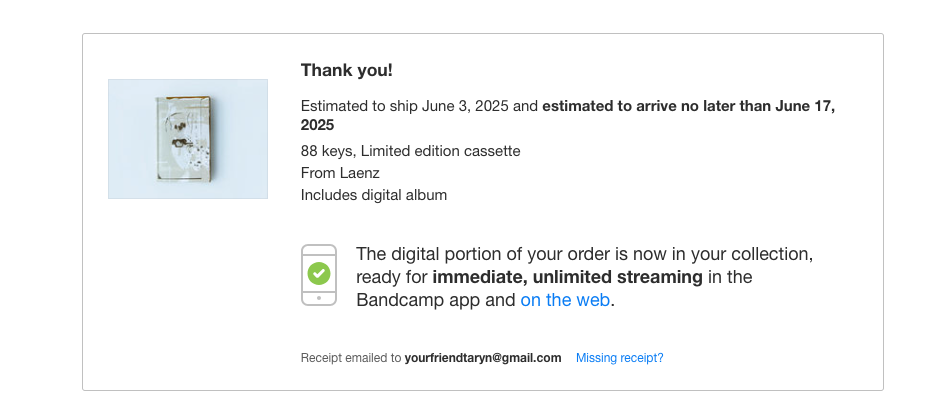 Thank you!
Estimated to ship June 3, 2025 and estimated to arrive no later than June 17,
2025
88 keys, Limited edition cassette
From Laenz
Includes digital album
The digital portion of your order is now in your collection,
ready for immediate, unlimited streaming in the
Bandcamp app and on the web.
Receipt emailed to yourfriendtaryn@gmail.com Missing receipt?